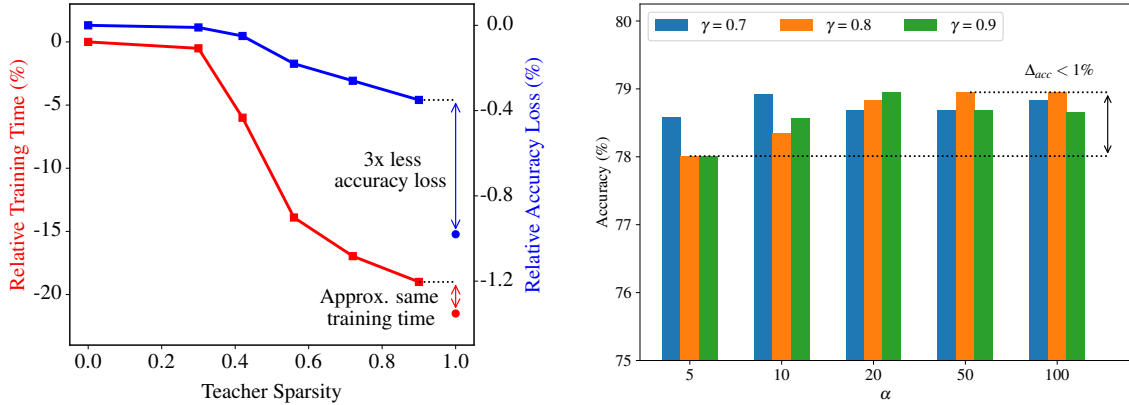 Relative Training Time (%)
0
-5
-10
-15
-20
0.0
-0.4
-0.8
-1.2
Relative Accuracy Loss (%)
3x less
accuracy loss
Approx. same
training time
0.0
0.2
0.4
0.6
0.8
1.0
Teacher Sparsity
Accuracy (%)
80
79
78
77
76
75
γ = 0.7
γ = 0.8
γ = 0.9
Δacc < 1%
5
10
20
50
100
α